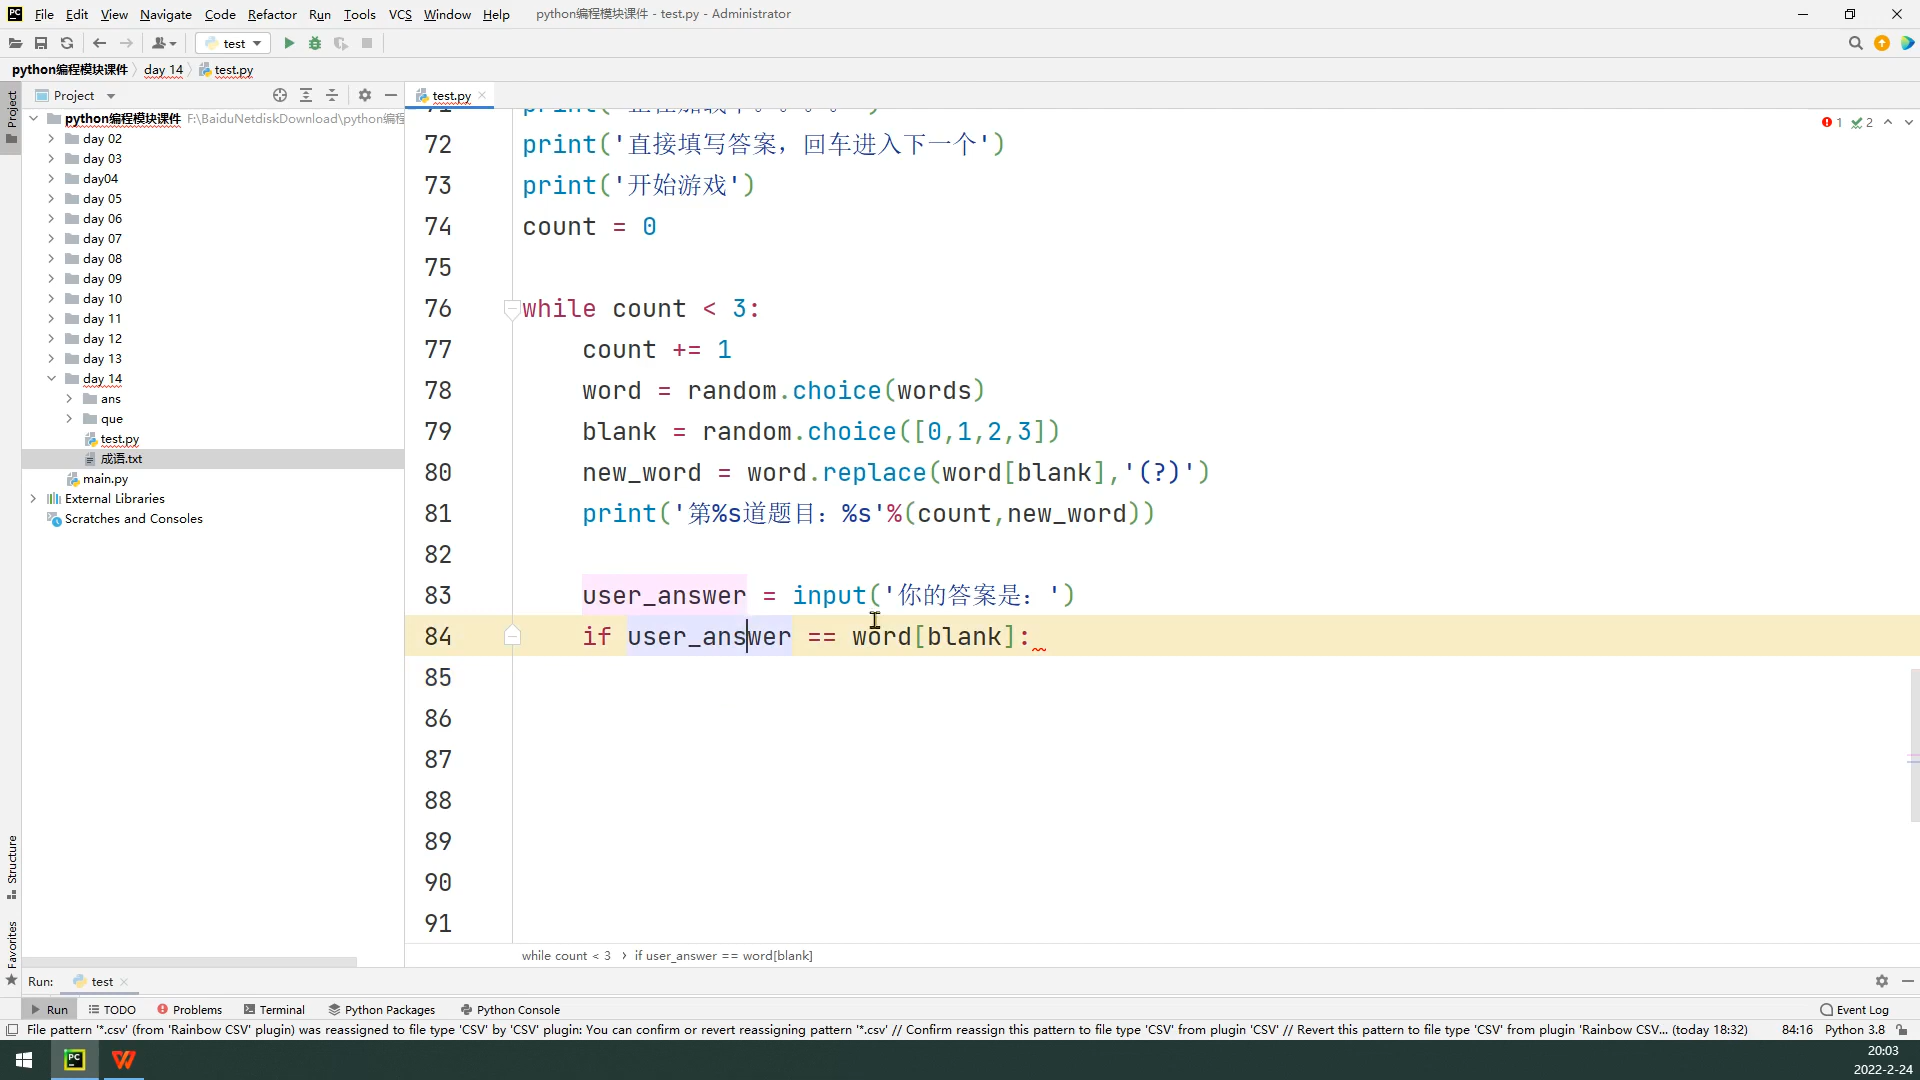 File Edit View Navigate Code Refactor Run Tools VCS Window Help python编程模块课件 - test.py - Administrator
test
python编程模块课件 day 14 test.py
Project
test.py
python编程模块课件 F:\BaiduNetdiskDownload\python编程
day 02
day 03
day04
day 05
day 06
day 07
day 08
day 09
day 10
day 11
day 12
day 13
day 14
ans
que
test.py
成语.txt
main.py
External Libraries
Scratches and Consoles
Project
Structure
Favorites
1 2
72 print('直接填写答案，回车进入下一个')
73 print('开始游戏')
74 count = 0
75
76 while count < 3:
77 count += 1
78 word = random.choice(words)
79 blank = random.choice([0,1,2,3])
80 new_word = word.replace(word[blank],'(?)')
81 print('第%s道题目：%s'%(count,new_word))
82
83 user_answer = input('你的答案是：')
84 if user_answer == word[blank]:
85
86
87
88
89
90
91
while count < 3 › if user_answer == word[blank]
Run: test
Run TODO Problems Terminal Python Packages Python Console Event Log
File pattern '*.csv' (from 'Rainbow CSV' plugin) was reassigned to file type 'CSV' by 'CSV' plugin: You can confirm or revert reassigning pattern '*.csv' // Confirm reassign this pattern to file type 'CSV' from plugin 'CSV' // Revert this pattern to file type 'CSV' from plugin 'Rainbow CSV... (today 18:32) 84:16 Python 3.8
20:03
2022-2-24